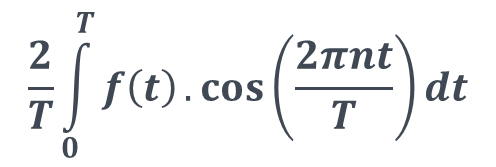 2/T ∫₀ᵀ f(t) . cos(2πnt/T) dt